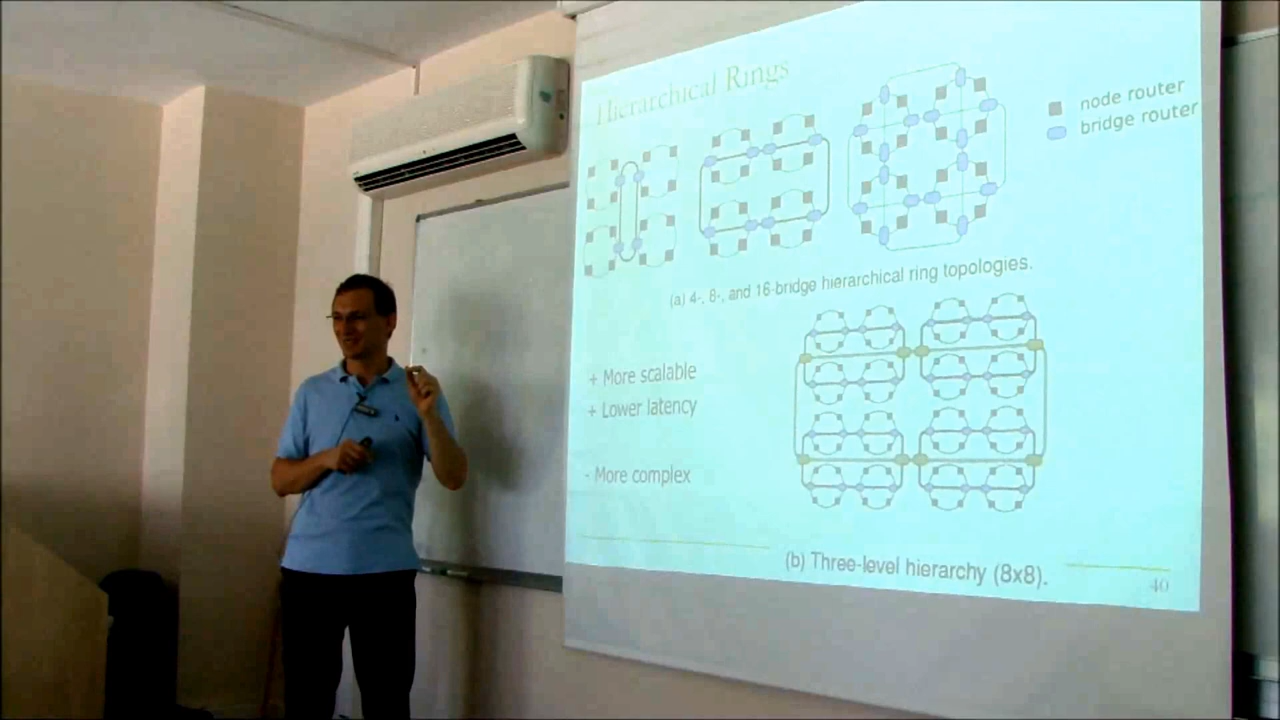 Hierarchical Rings
node router
bridge router
(a) 4-, 8-, and 16-bridge hierarchical ring topologies.
+ More scalable
+ Lower latency
- More complex
(b) Three-level hierarchy (8x8).
40